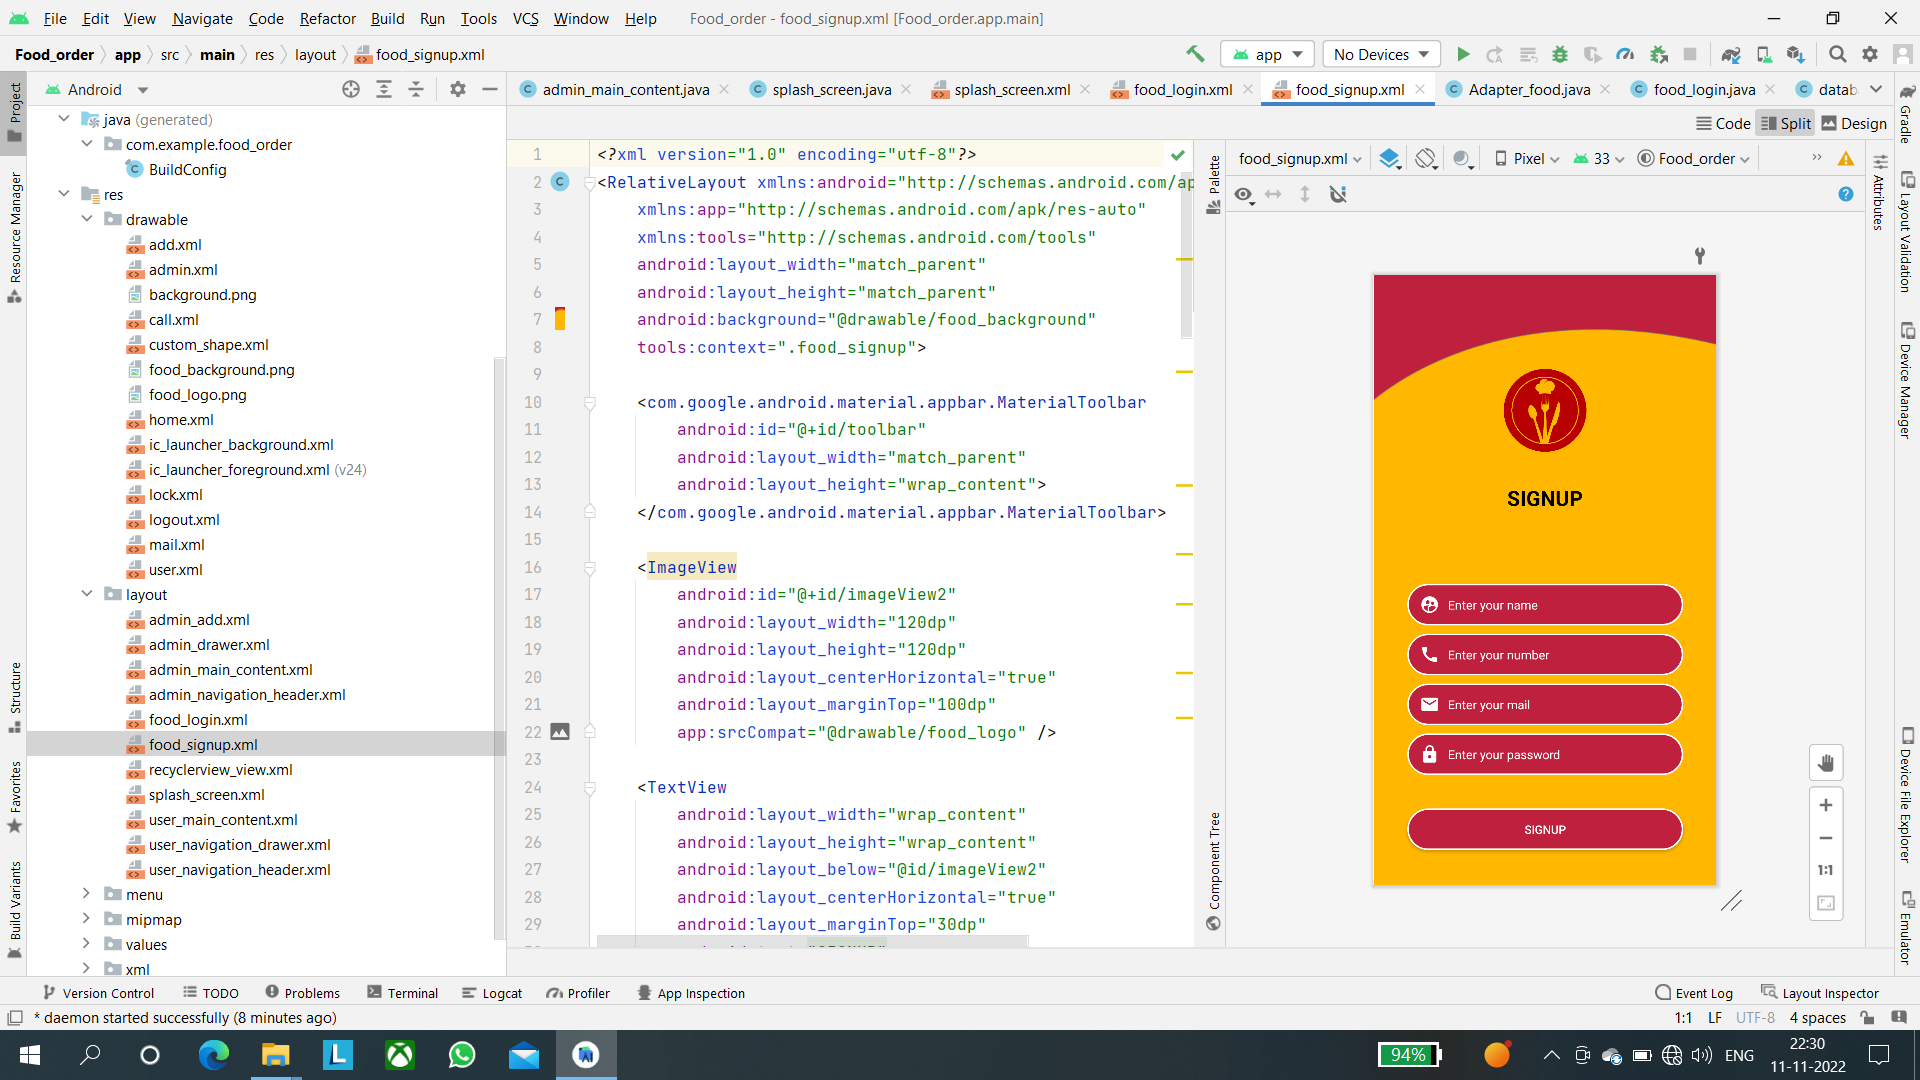 File Edit View Navigate Code Refactor Build Run Tools VCS Window Help Food_order - food_signup.xml [Food_order.app.main]
Food_order app src main res layout food_signup.xml app No Devices
Android admin_main_content.java splash_screen.java splash_screen.xml food_login.xml food_signup.xml Adapter_food.java food_login.java datab
Code Split Design
Project
Resource Manager
Structure
Favorites
Build Variants
java (generated)
com.example.food_order
BuildConfig
res
drawable
add.xml
admin.xml
background.png
call.xml
custom_shape.xml
food_background.png
food_logo.png
home.xml
ic_launcher_background.xml
ic_launcher_foreground.xml (v24)
lock.xml
logout.xml
mail.xml
user.xml
layout
admin_add.xml
admin_drawer.xml
admin_main_content.xml
admin_navigation_header.xml
food_login.xml
food_signup.xml
recyclerview_view.xml
splash_screen.xml
user_main_content.xml
user_navigation_drawer.xml
user_navigation_header.xml
menu
mipmap
values
xml
1 <?xml version="1.0" encoding="utf-8"?>
2 <RelativeLayout xmlns:android="http://schemas.android.com/ap
3 xmlns:app="http://schemas.android.com/apk/res-auto"
4 xmlns:tools="http://schemas.android.com/tools"
5 android:layout_width="match_parent"
6 android:layout_height="match_parent"
7 android:background="@drawable/food_background"
8 tools:context=".food_signup">
9
10 <com.google.android.material.appbar.MaterialToolbar
11 android:id="@+id/toolbar"
12 android:layout_width="match_parent"
13 android:layout_height="wrap_content">
14 </com.google.android.material.appbar.MaterialToolbar>
15
16 <ImageView
17 android:id="@+id/imageView2"
18 android:layout_width="120dp"
19 android:layout_height="120dp"
20 android:layout_centerHorizontal="true"
21 android:layout_marginTop="100dp"
22 app:srcCompat="@drawable/food_logo" />
23
24 <TextView
25 android:layout_width="wrap_content"
26 android:layout_height="wrap_content"
27 android:layout_below="@id/imageView2"
28 android:layout_centerHorizontal="true"
29 android:layout_marginTop="30dp"
Palette
Component Tree
food_signup.xml Pixel 33 Food_order
SIGNUP
Enter your name
Enter your number
Enter your mail
Enter your password
SIGNUP
1:1
Attributes
Gradle
Layout Validation
Device Manager
Device File Explorer
Emulator
Version Control TODO Problems Terminal Logcat Profiler App Inspection Event Log Layout Inspector
* daemon started successfully (8 minutes ago) 1:1 LF UTF-8 4 spaces
94% ENG 22:30
11-11-2022